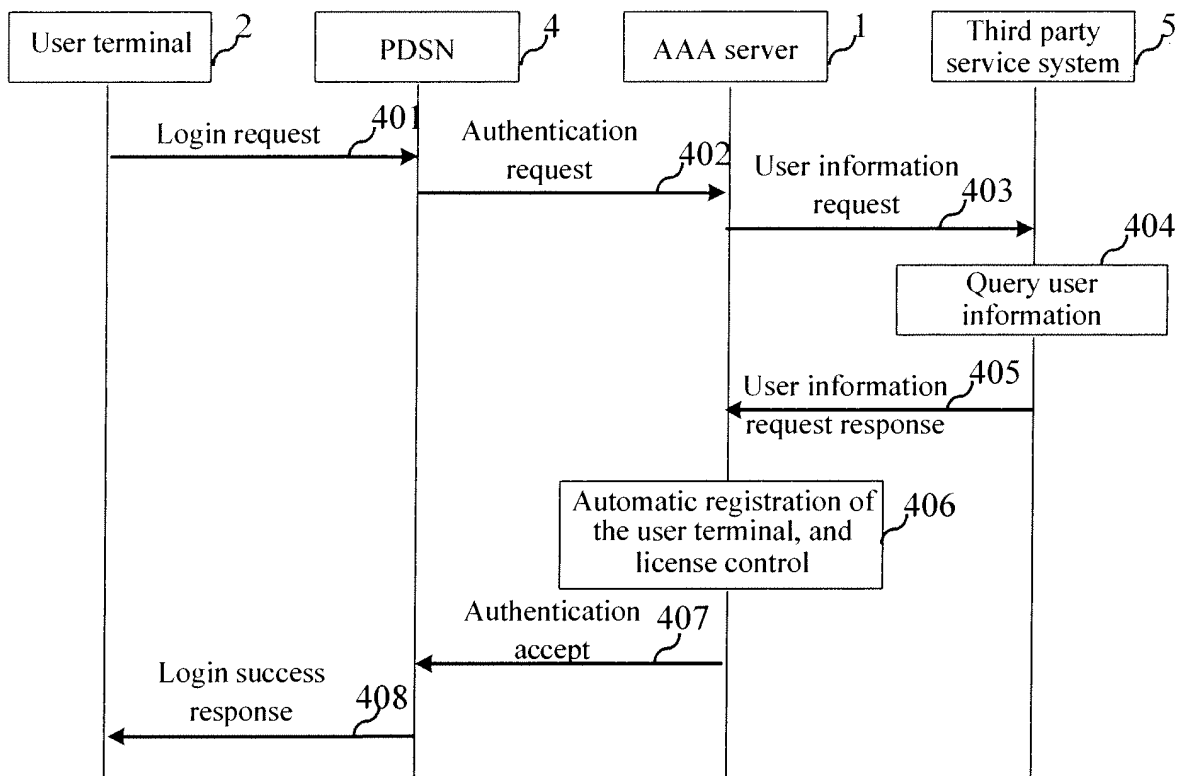 User terminal
2
PDSN
4
AAA server
1
Third party
service system
5
Login request
401
Authentication
request
402
User information
request
403
404
Query user
information
405
User information
request response
Automatic registration of
the user terminal, and
license control
406
Authentication
accept
407
Login success
response
408